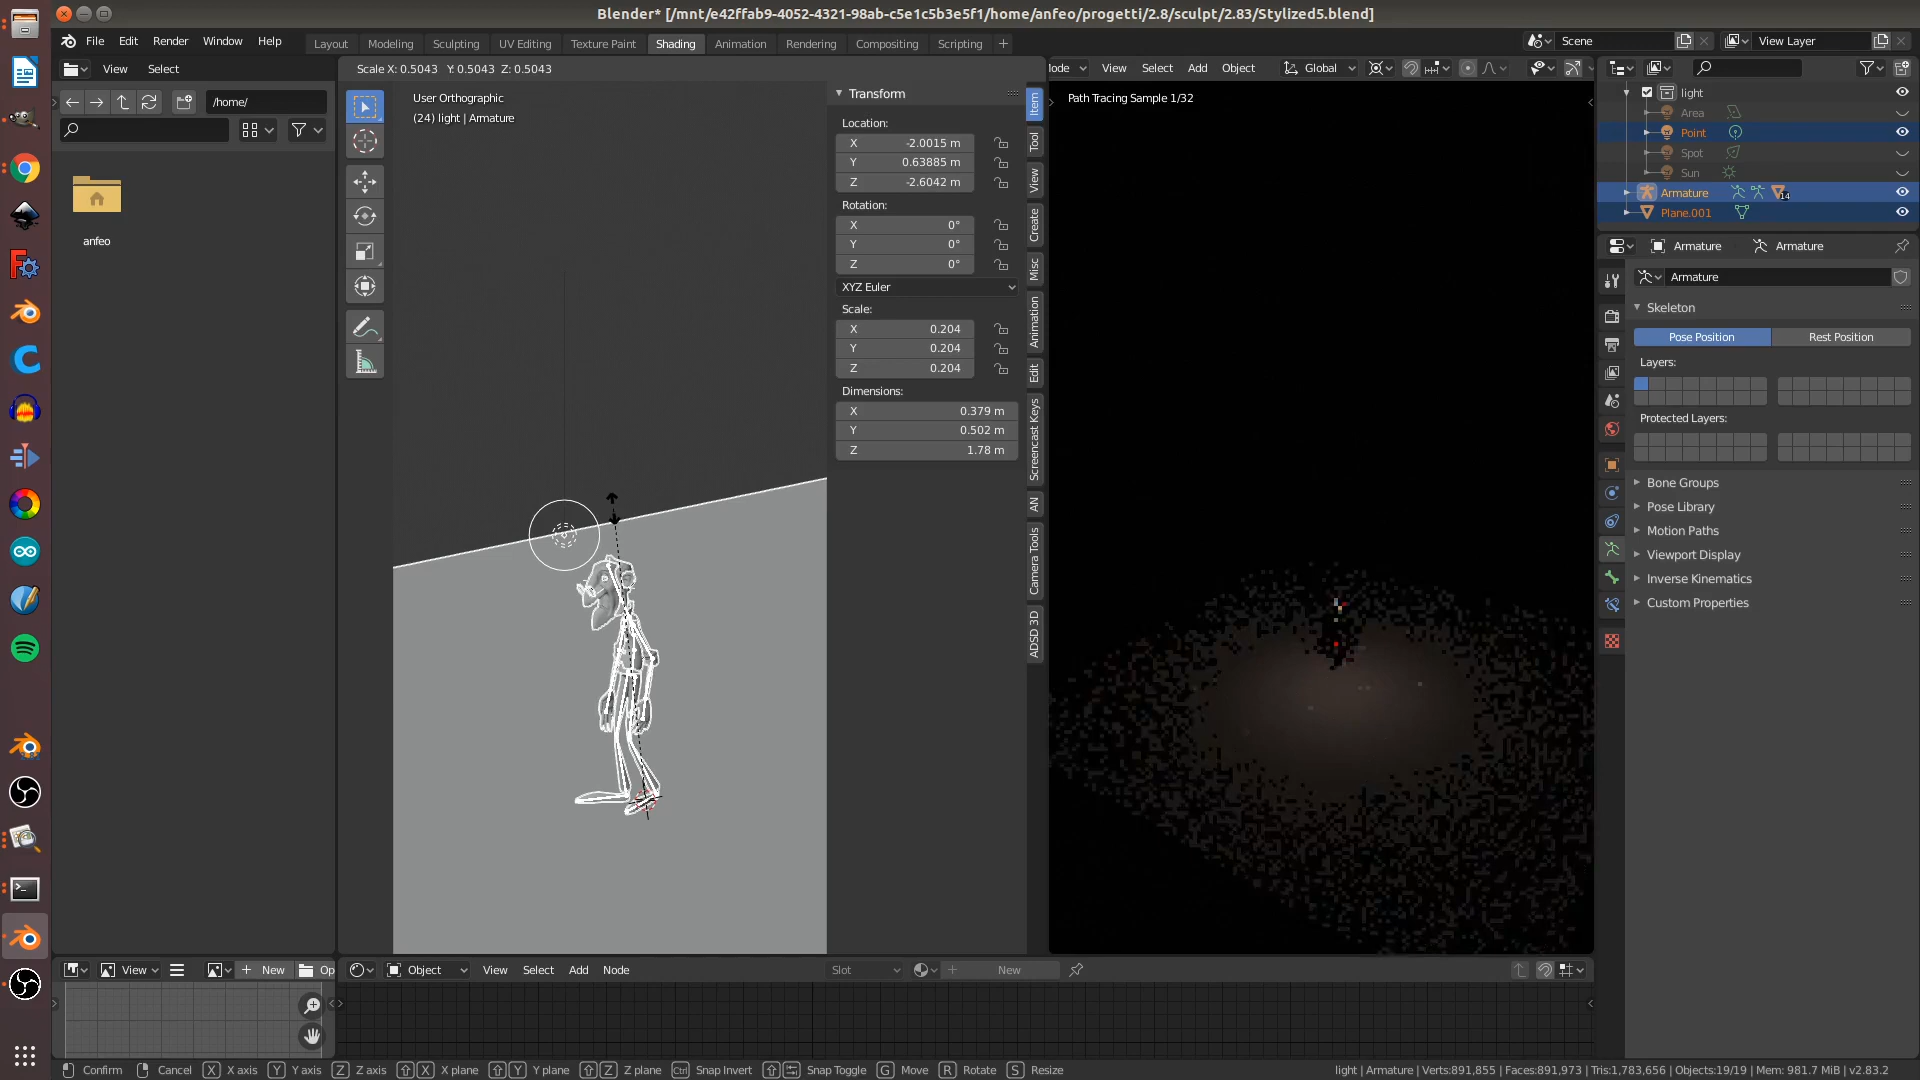 Blender* [/mnt/e42ffab9-4052-4321-98ab-c5e1c5b3e5f1/home/anfeo/progetti/2.8/sculpt/2.83/Stylized5.blend]
File Edit Render Window Help Layout Modeling Sculpting UV Editing Texture Paint Shading Animation Rendering Compositing Scripting Scene View Layer
View Select
Scale X: 0.5043 Y: 0.5043 Z: 0.5043
ode View Select Add Object Global
/home/
anfeo
User Orthographic
(24) light | Armature
Transform
Location:
X -2.0015 m
Y 0.63885 m
Z -2.6042 m
Rotation:
X 0°
Y 0°
Z 0°
XYZ Euler
Scale:
X 0.204
Y 0.204
Z 0.204
Dimensions:
X 0.379 m
Y 0.502 m
Z 1.78 m
Item
Tool
View
Create
Misc
Animation
Edit
Screencast Keys
AN
Camera Tools
ADSD 3D
Path Tracing Sample 1/32
light
Area
Point
Spot
Sun
Armature 14
Plane.001
Armature Armature
Armature
Skeleton
Pose Position Rest Position
Layers:
Protected Layers:
Bone Groups
Pose Library
Motion Paths
Viewport Display
Inverse Kinematics
Custom Properties
View New Op
Object View Select Add Node Slot New
Confirm Cancel X X axis Y Y axis Z Z axis X X plane Y Y plane Z Z plane Ctrl Snap Invert Snap Toggle G Move R Rotate S Resize
light | Armature | Verts:891,855 | Faces:891,973 | Tris:1,783,656 | Objects:19/19 | Mem: 981.7 MiB | v2.83.2